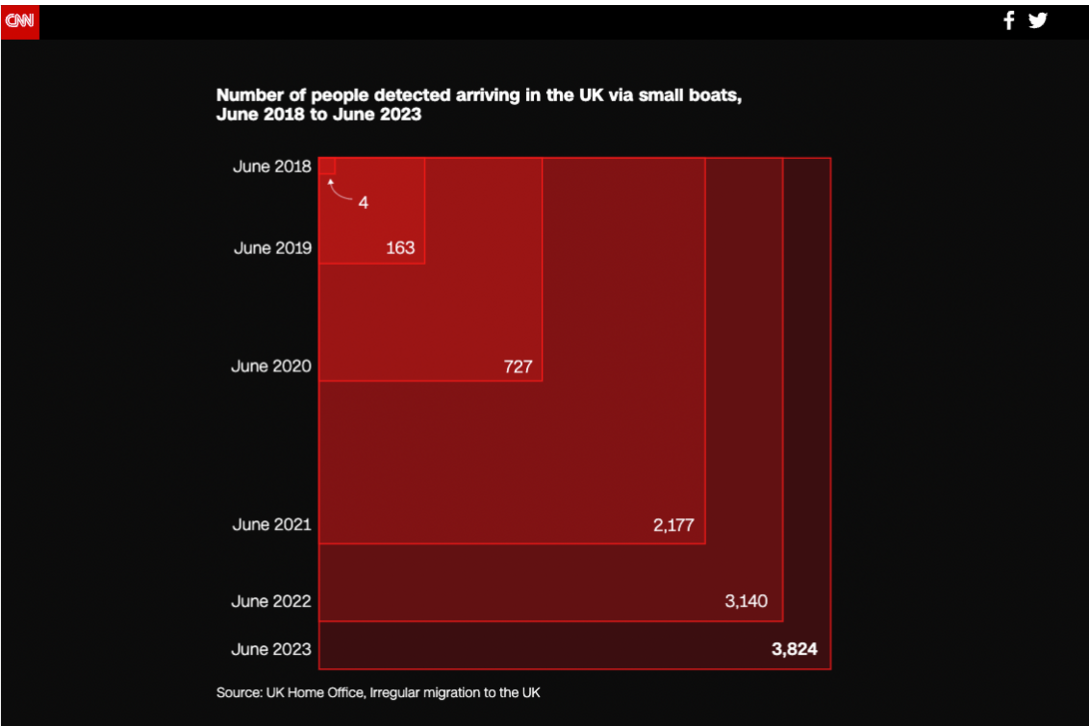 CNN
Number of people detected arriving in the UK via small boats,
June 2018 to June 2023
June 2018
4
June 2019
163
June 2020
727
June 2021
2,177
June 2022
3,140
June 2023
3,824
Source: UK Home Office, Irregular migration to the UK